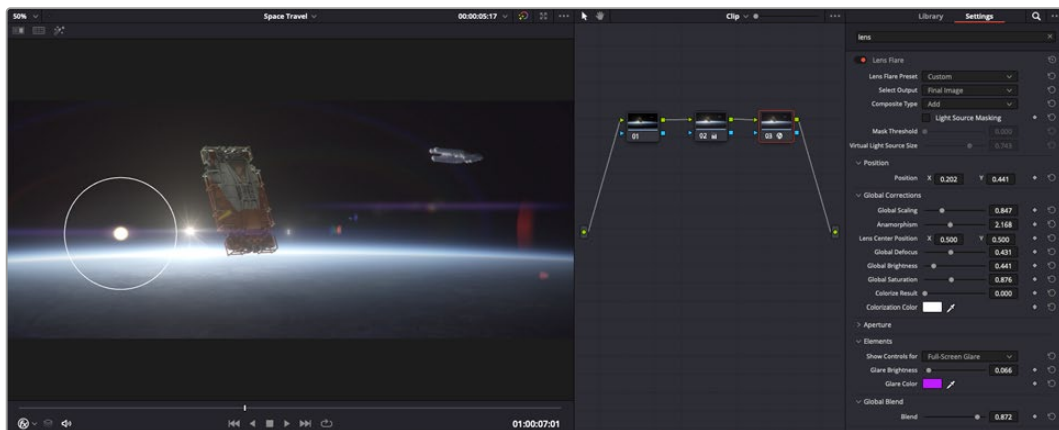 50%
Space Travel
00:00:05:17
Clip
Library
Settings
lens
Lens Flare
Lens Flare Preset Custom
Select Output Final Image
Composite Type Add
Light Source Masking
Mask Threshold 0.000
Virtual Light Source Size 0.743
Position
Position X 0.202 Y 0.441
Global Corrections
Global Scaling 0.847
Anamorphism 2.168
Lens Center Position X 0.500 Y 0.500
Global Defocus 0.431
Global Brightness 0.441
Global Saturation 0.876
Colorize Result 0.000
Colorization Color
Aperture
Elements
Show Controls for Full-Screen Glare
Glare Brightness 0.066
Glare Color
Global Blend
Blend 0.872
01
02
03
01:00:07:01